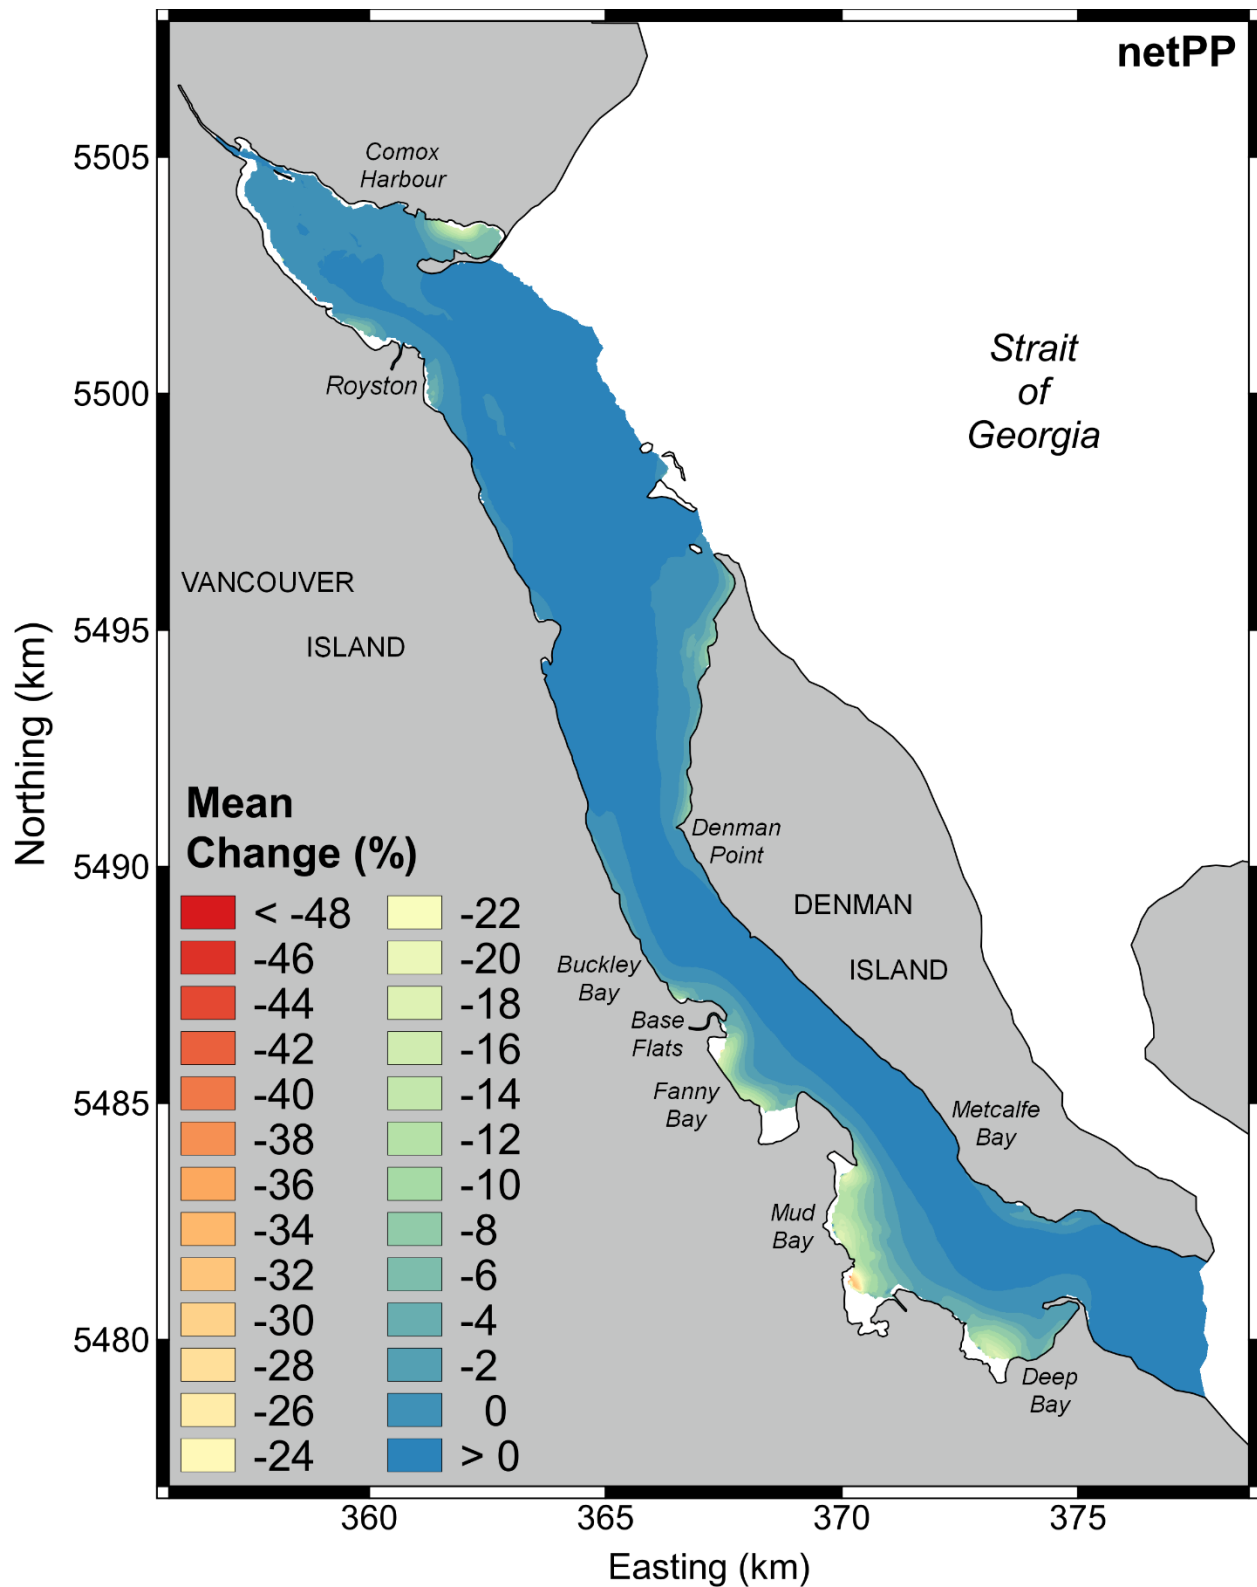 netPP
5505
5500
5495
5490
5485
5480
Northing (km)
360
365
370
375
Easting (km)
Comox
Harbour
Royston
Strait
of
Georgia
VANCOUVER
ISLAND
Denman
Point
DENMAN
ISLAND
Buckley
Bay
Base
Flats
Fanny
Bay
Metcalfe
Bay
Mud
Bay
Deep
Bay
Mean
Change (%)
< -48
-46
-44
-42
-40
-38
-36
-34
-32
-30
-28
-26
-24
-22
-20
-18
-16
-14
-12
-10
-8
-6
-4
-2
0
> 0